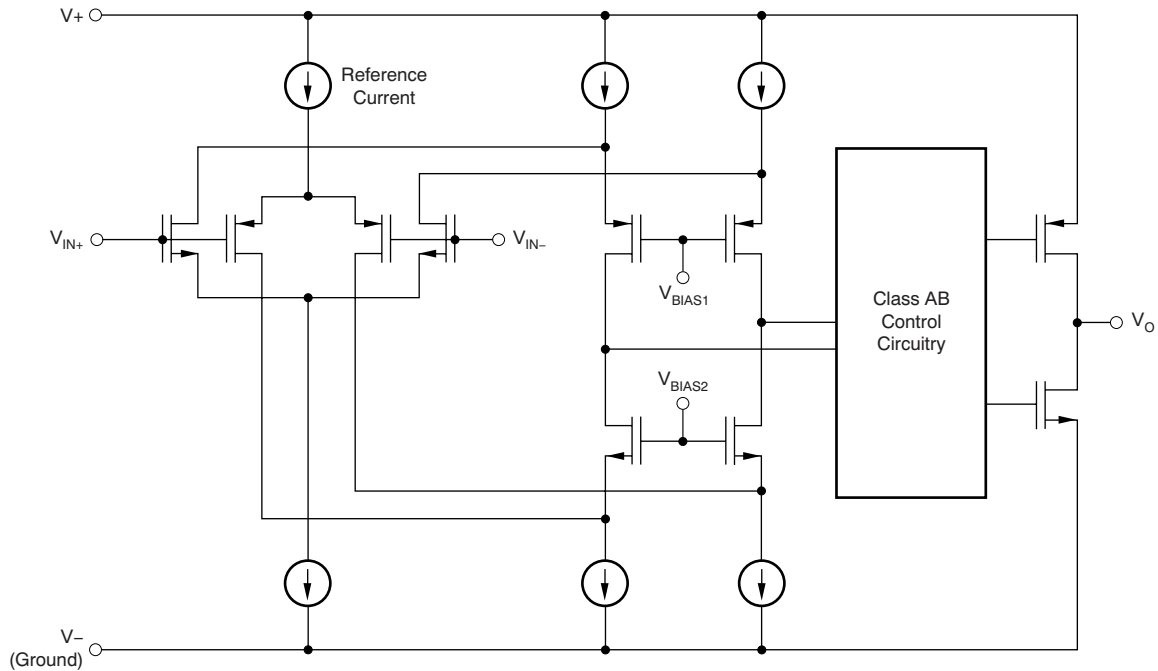 V+
Reference
Current
VIN+
VIN−
VBIAS1
Class AB
Control
Circuitry
VO
VBIAS2
V−
(Ground)